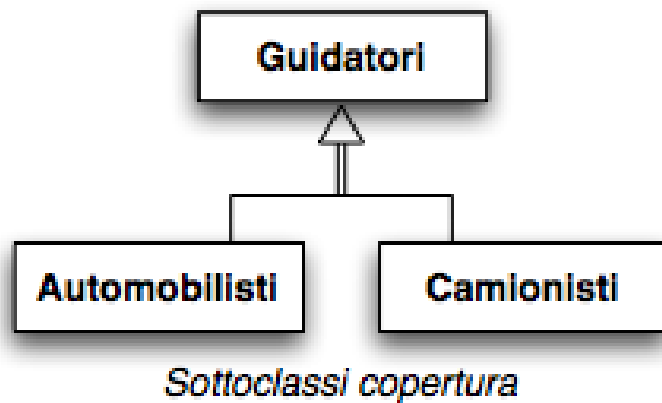 Guidatori
Automobilisti
Camionisti
Sottoclassi copertura